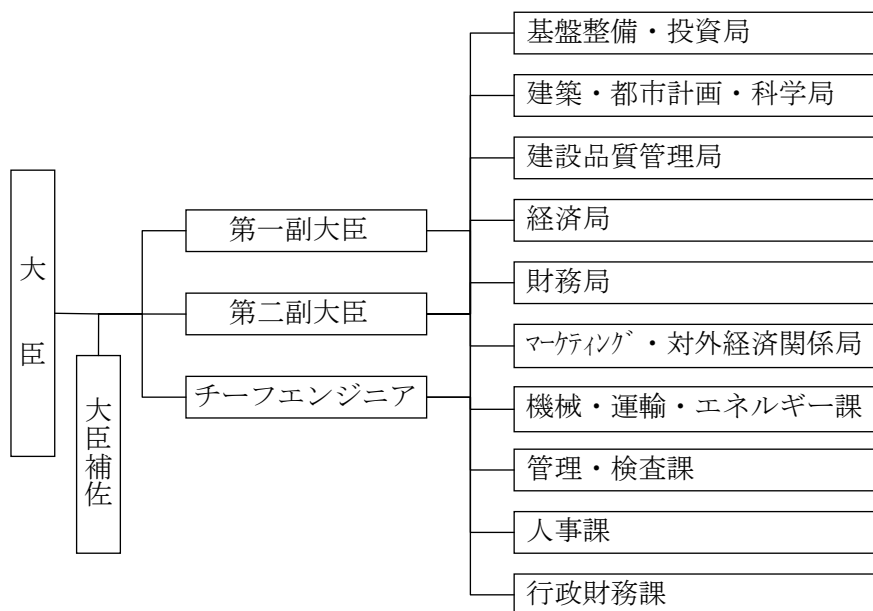 大臣
大臣補佐
第一副大臣
第二副大臣
チーフエンジニア
基盤整備・投資局
建築・都市計画・科学局
建設品質管理局
経済局
財務局
ﾏｰｹﾃｨﾝｸﾞ・対外経済関係局
機械・運輸・エネルギー課
管理・検査課
人事課
行政財務課